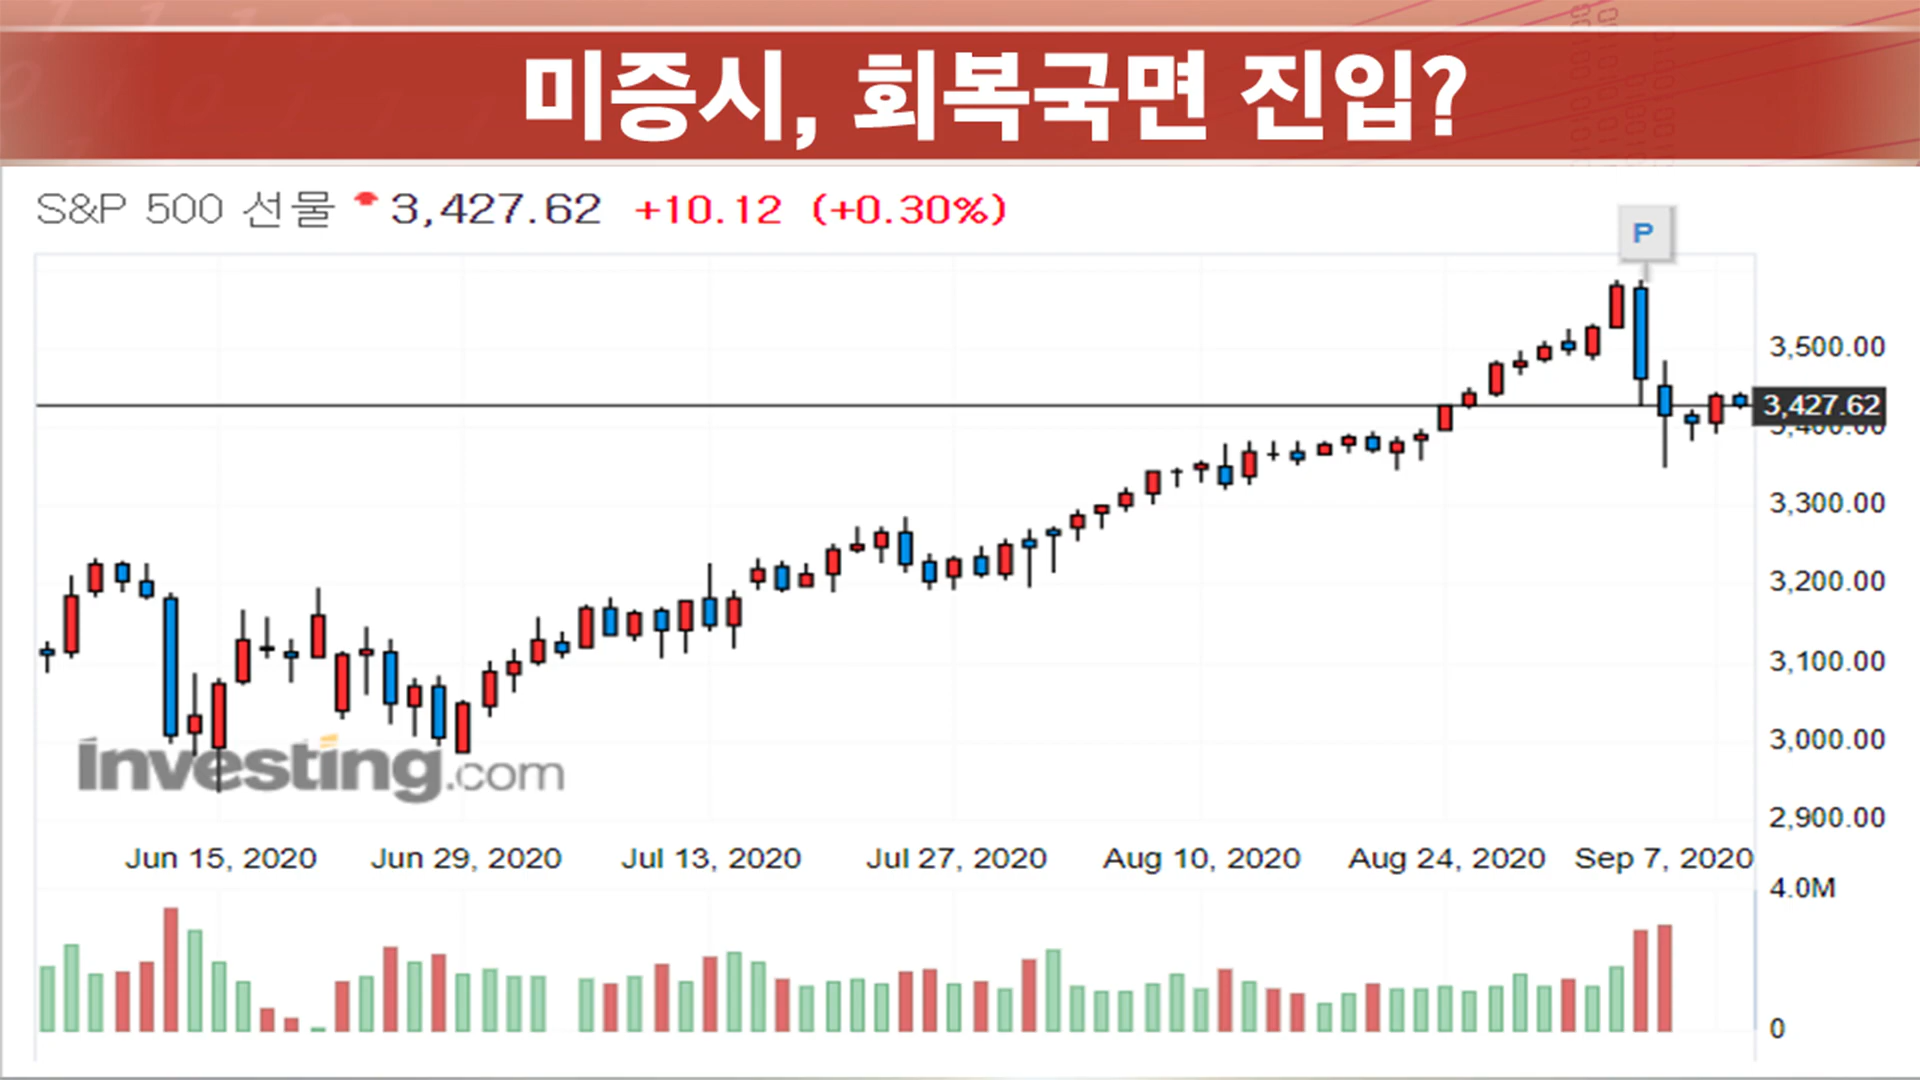 미증시, 회복국면 진입?
S&P 500 선물 3,427.62 +10.12 (+0.30%)
P
3,500.00
3,427.62
3,400.00
3,300.00
3,200.00
3,100.00
3,000.00
2,900.00
Investing.com
Jun 15, 2020 Jun 29, 2020 Jul 13, 2020 Jul 27, 2020 Aug 10, 2020 Aug 24, 2020 Sep 7, 2020
4.0M
0